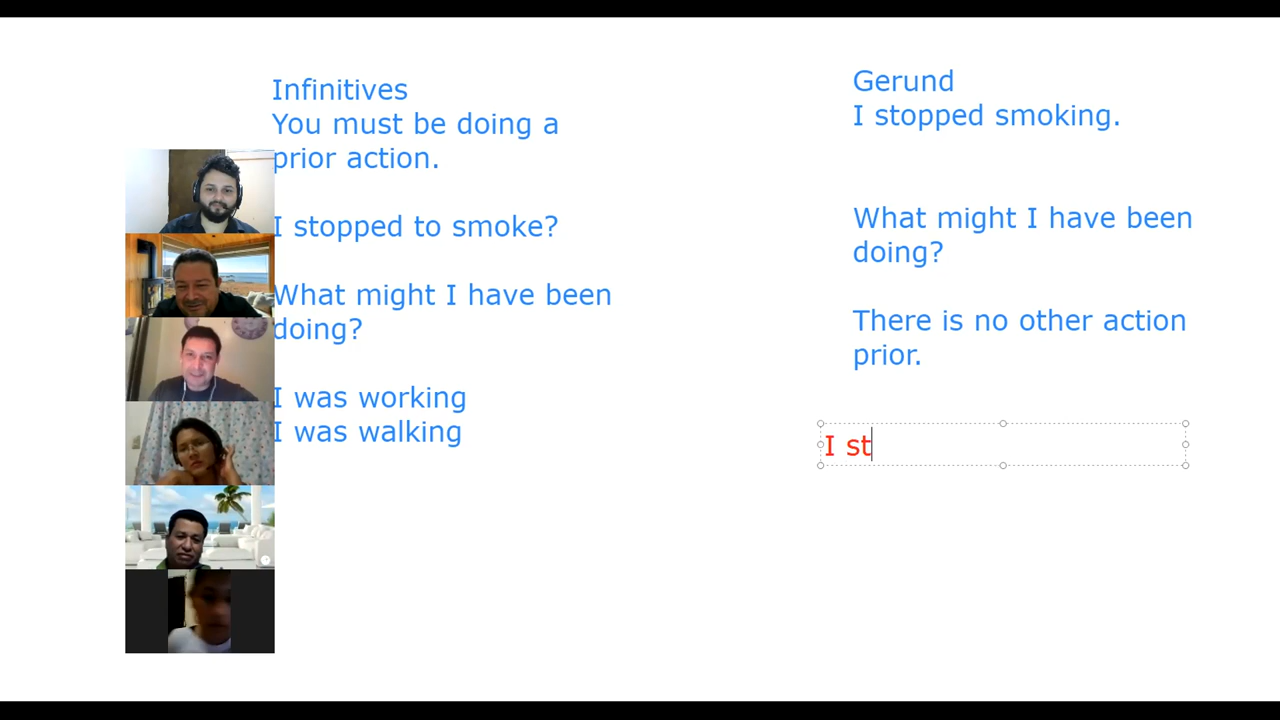 Infinitives
You must be doing a
prior action.
I stopped to smoke?
What might I have been
doing?
I was working
I was walking
Gerund
I stopped smoking.
What might I have been
doing?
There is no other action
prior.
I st